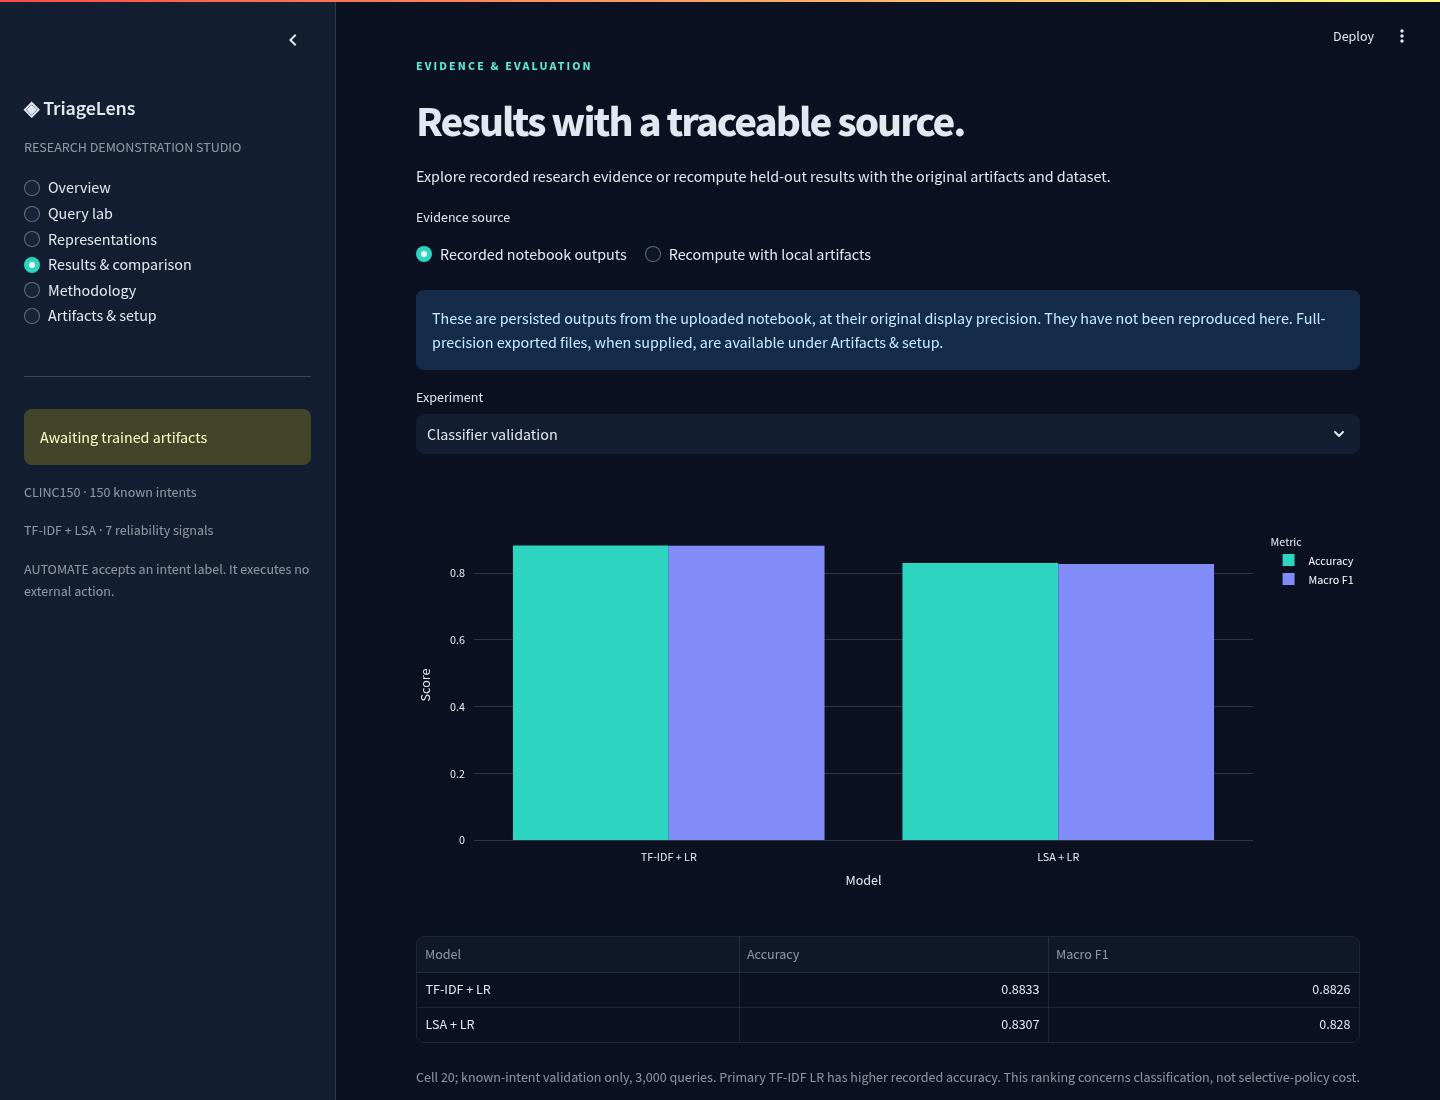 Deploy
◈ TriageLens
RESEARCH DEMONSTRATION STUDIO
Overview
Query lab
Representations
Results & comparison
Methodology
Artifacts & setup
Awaiting trained artifacts
CLINC150 · 150 known intents
TF-IDF + LSA · 7 reliability signals
AUTOMATE accepts an intent label. It executes no
external action.
EVIDENCE & EVALUATION
Results with a traceable source.
Explore recorded research evidence or recompute held-out results with the original artifacts and dataset.
Evidence source
Recorded notebook outputs
Recompute with local artifacts
These are persisted outputs from the uploaded notebook, at their original display precision. They have not been reproduced here. Full-
precision exported files, when supplied, are available under Artifacts & setup.
Experiment
Classifier validation
Metric
Accuracy
Macro F1
Score
0.8
0.6
0.4
0.2
0
TF-IDF + LR
LSA + LR
Model
Model Accuracy Macro F1
TF-IDF + LR 0.8833 0.8826
LSA + LR 0.8307 0.828
Cell 20; known-intent validation only, 3,000 queries. Primary TF-IDF LR has higher recorded accuracy. This ranking concerns classification, not selective-policy cost.